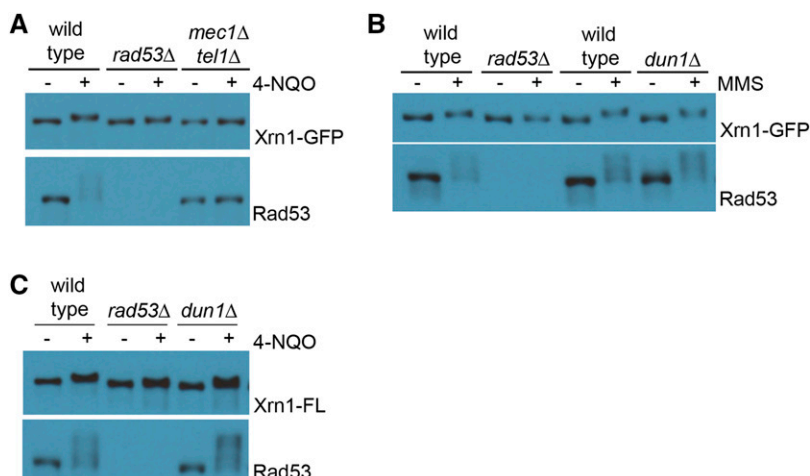 A
wild type rad53Δ mec1Δ tel1Δ
- + - + - + 4-NQO
Xrn1-GFP
Rad53
B
wild type rad53Δ wild type dun1Δ
- + - + - + - + MMS
Xrn1-GFP
Rad53
C
wild type rad53Δ dun1Δ
- + - + - + 4-NQO
Xrn1-FL
Rad53